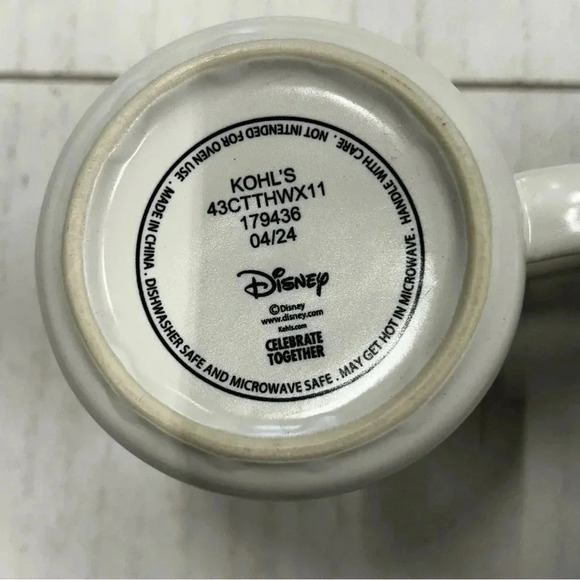 KOHL'S
43CTTHWX11
179436
04/24
Disney
©Disney
www.disney.com
Kohls.com
CELEBRATE
TOGETHER
MADE IN CHINA . DISHWASHER SAFE AND MICROWAVE SAFE . MAY GET HOT IN MICROWAVE . HANDLE WITH CARE . NOT INTENDED FOR OVEN USE .